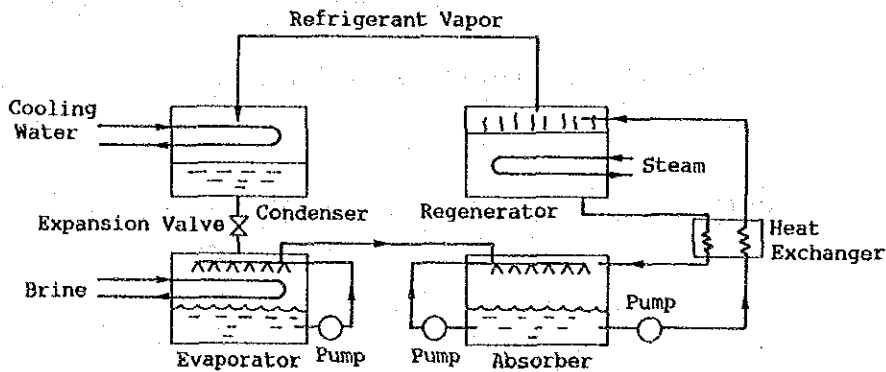 Refrigerant Vapor
Cooling
Water
Steam
Expansion Valve
Condenser
Regenerator
Heat
Exchanger
Brine
Pump
Evaporator
Pump
Pump
Absorber